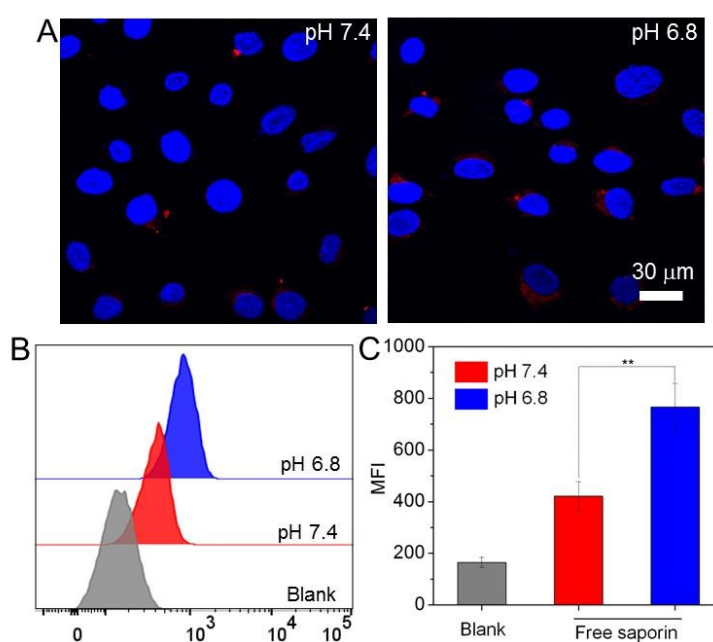 A
pH 7.4
pH 6.8
30 μm
B
pH 6.8
pH 7.4
Blank
0
10³
10⁴
10⁵
C
1000
800
600
400
200
0
MFI
pH 7.4
pH 6.8
**
Blank
Free saporin